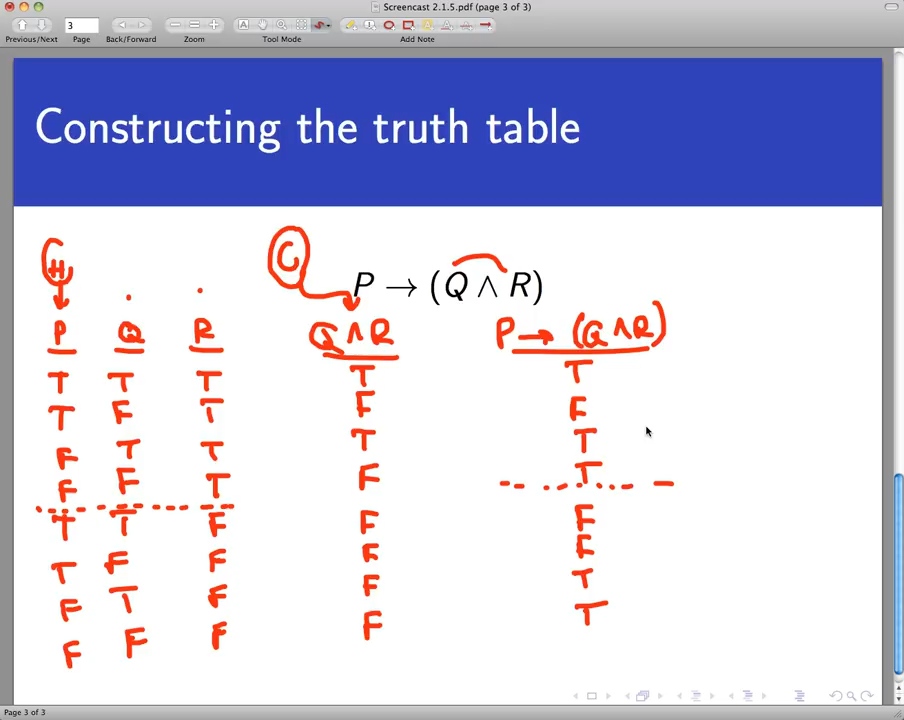 Screencast 2.1.5.pdf (page 3 of 3)
3
Previous/Next Page Back/Forward Zoom Tool Mode Add Note
Constructing the truth table
H C
P → (Q ∧ R)
P Q R Q ∧ R P → (Q ∧ R)
T T T T T
T F T F F
F T T T T
F F T F T
T T F F F
T F F F F
F T F F T
F F F F T
Page 3 of 3